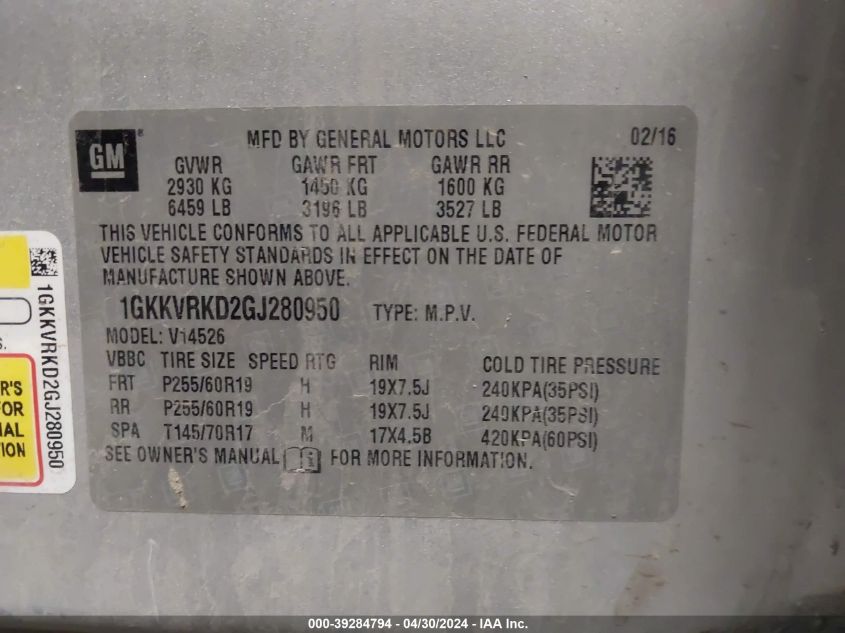 GM ® MFD BY GENERAL MOTORS LLC 02/16
GVWR GAWR FRT GAWR RR
2930 KG 1450 KG 1600 KG
6459 LB 3196 LB 3527 LB
THIS VEHICLE CONFORMS TO ALL APPLICABLE U.S. FEDERAL MOTOR
VEHICLE SAFETY STANDARDS IN EFFECT ON THE DATE OF
MANUFACTURE SHOWN ABOVE.
1GKKVRKD2GJ280950 TYPE: M.P.V.
MODEL: V14526
VBBC TIRE SIZE SPEED RTG RIM COLD TIRE PRESSURE
FRT P255/60R19 H 19X7.5J 240KPA(35PSI)
RR P255/60R19 H 19X7.5J 240KPA(35PSI)
SPA T145/70R17 M 17X4.5B 420KPA(60PSI)
SEE OWNER'S MANUAL FOR MORE INFORMATION.
1GKKVRKD2GJ280950
S.
R'S
FOR
IAL
TION
000-39284794 - 04/30/2024 - IAA Inc.